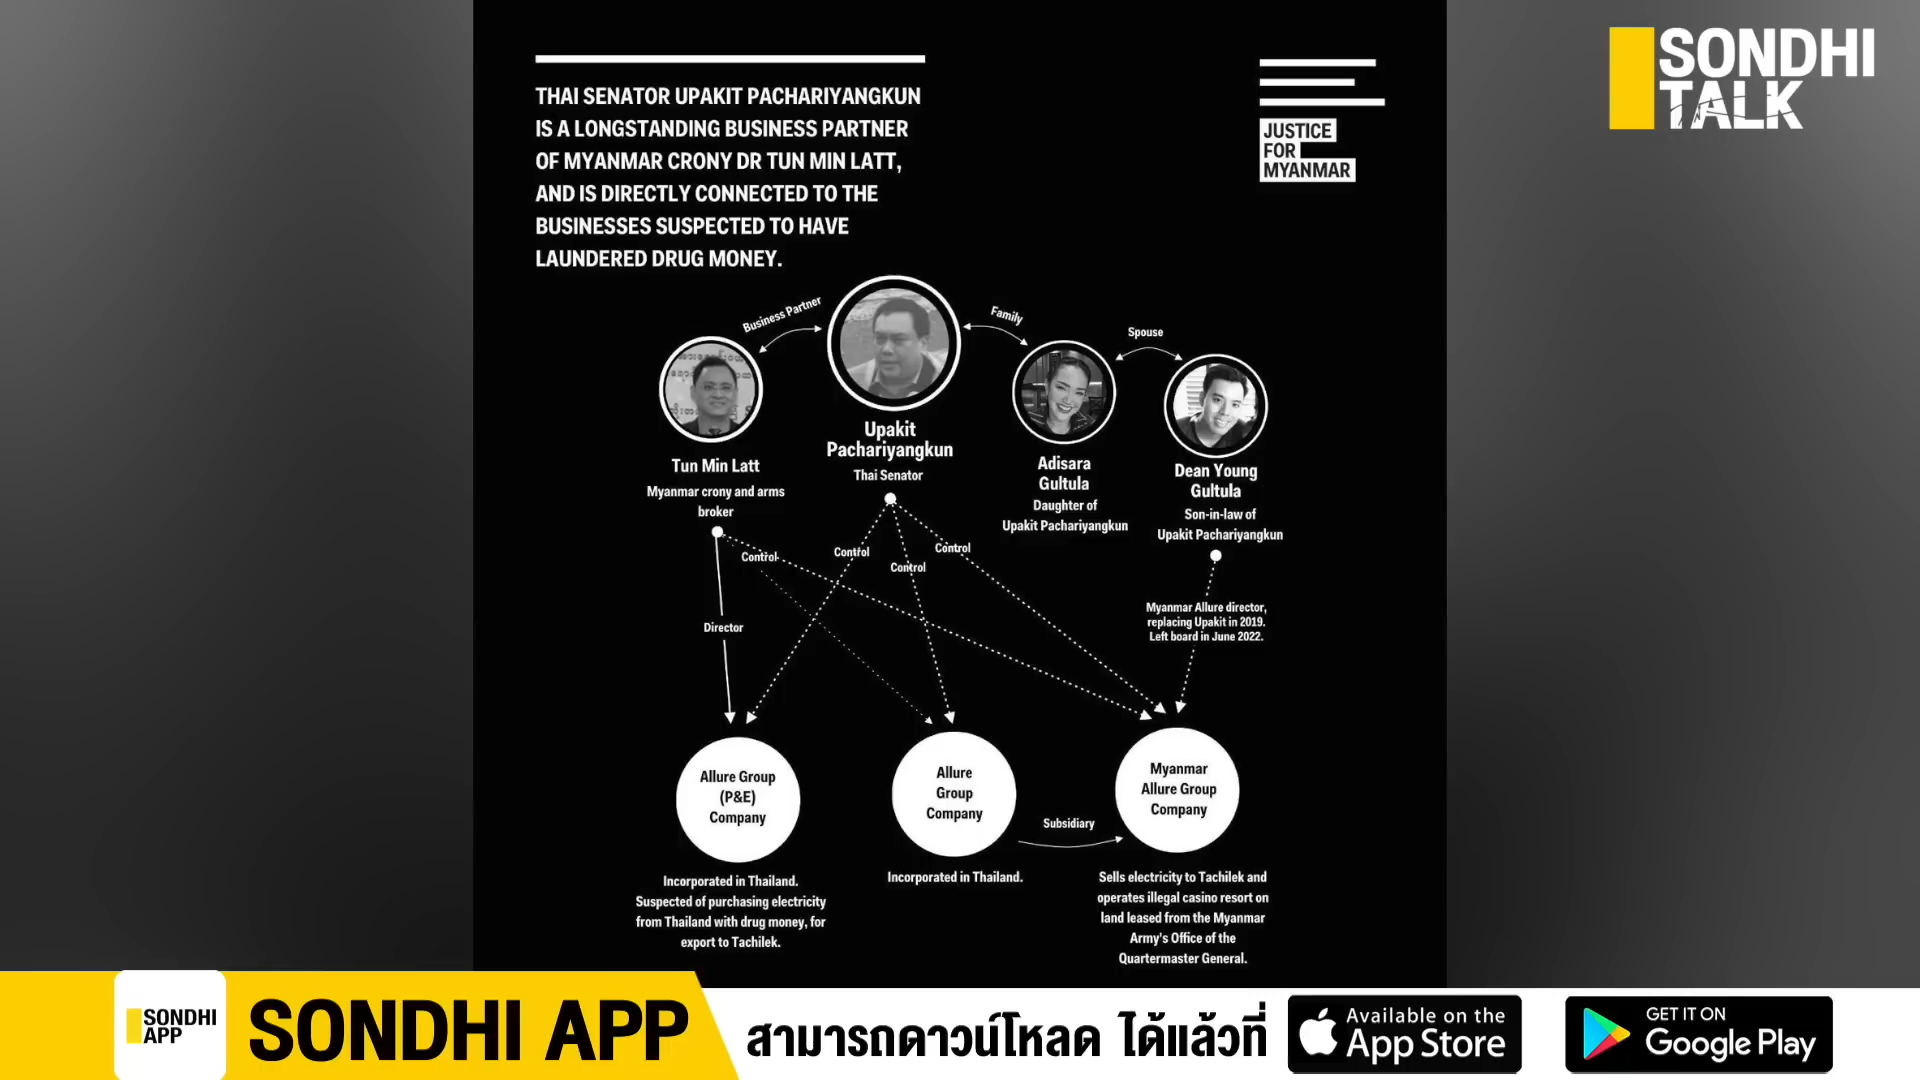 SONDHI
TALK
THAI SENATOR UPAKIT PACHARIYANGKUN
IS A LONGSTANDING BUSINESS PARTNER
OF MYANMAR CRONY DR TUN MIN LATT,
AND IS DIRECTLY CONNECTED TO THE
BUSINESSES SUSPECTED TO HAVE
LAUNDERED DRUG MONEY.
JUSTICE
FOR
MYANMAR
Business Partner
Family
Spouse
Tun Min Latt
Myanmar crony and arms
broker
Upakit
Pachariyangkun
Thai Senator
Adisara
Gultula
Daughter of
Upakit Pachariyangkun
Dean Young
Gultula
Son-in-law of
Upakit Pachariyangkun
Control
Control
Control
Control
Director
Myanmar Allure director,
replacing Upakit in 2019.
Left board in June 2022.
Allure Group
(P&E)
Company
Allure
Group
Company
Myanmar
Allure Group
Company
Subsidiary
Incorporated in Thailand.
Suspected of purchasing electricity
from Thailand with drug money, for
export to Tachilek.
Incorporated in Thailand.
Sells electricity to Tachilek and
operates illegal casino resort on
land leased from the Myanmar
Army's Office of the
Quartermaster General.
SONDHI
APP
SONDHI APP
สามารถดาวน์โหลด ได้แล้วที่
Available on the
App Store
GET IT ON
Google Play